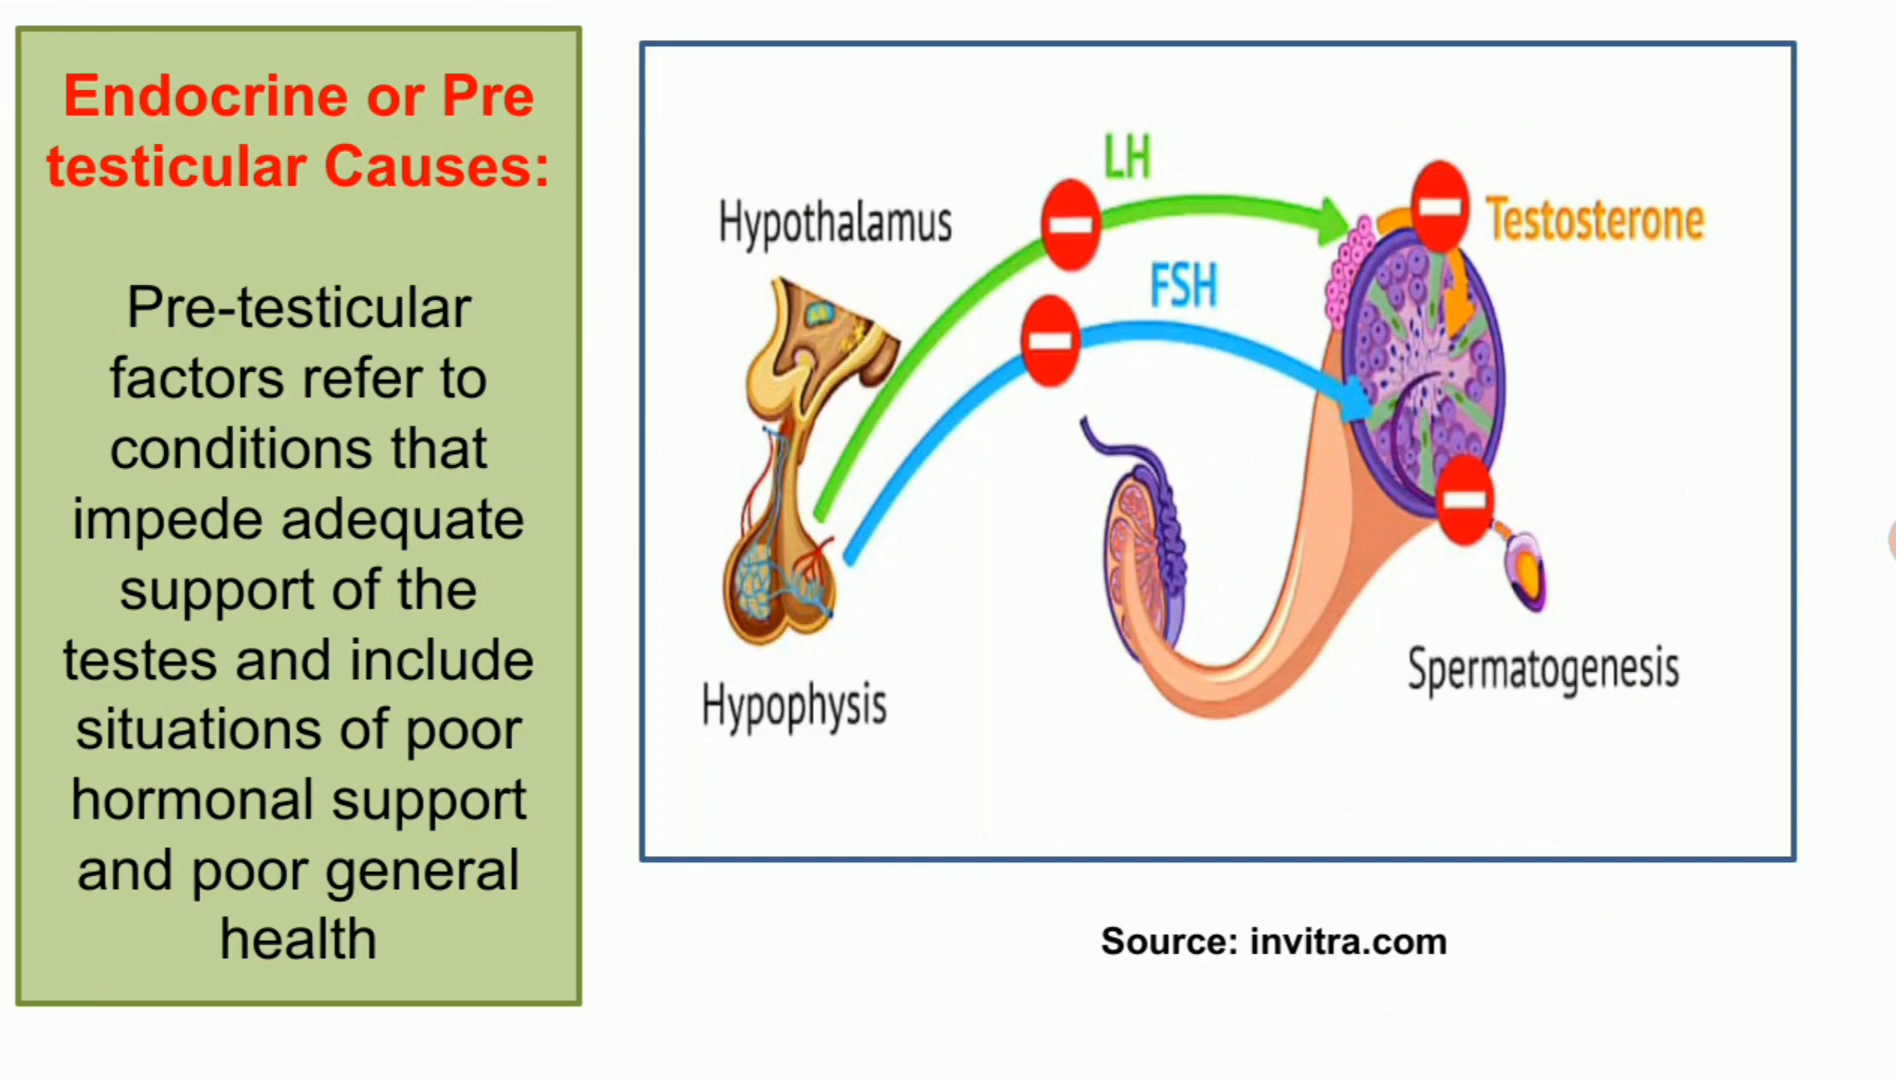 Endocrine or Pre
testicular Causes:
Pre-testicular
factors refer to
conditions that
impede adequate
support of the
testes and include
situations of poor
hormonal support
and poor general
health
LH
Hypothalamus
Testosterone
FSH
Spermatogenesis
Hypophysis
Source: invitra.com